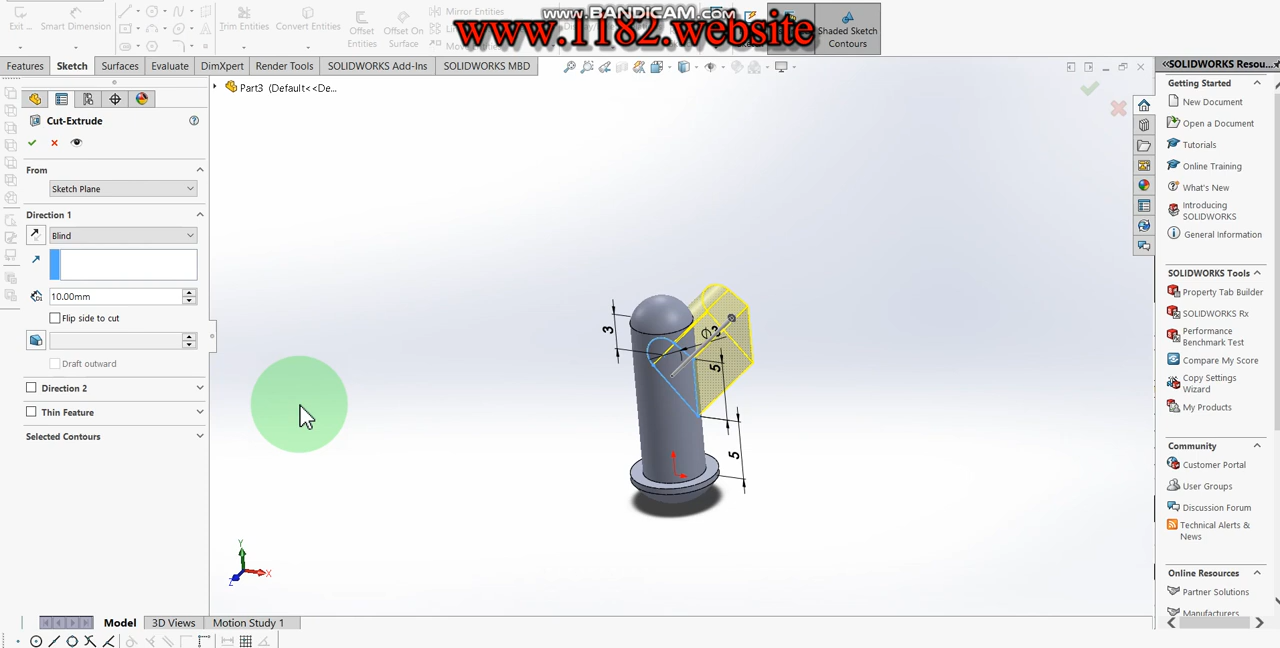 www.BANDICAM.com
www.1182.website
Exit ...
Smart Dimension
Trim Entities
Convert Entities
Offset Entities
Offset On Surface
Mirror Entities
Shaded Sketch Contours
Features
Sketch
Surfaces
Evaluate
DimXpert
Render Tools
SOLIDWORKS Add-Ins
SOLIDWORKS MBD
Part3 (Default<<De...
Cut-Extrude
From
Sketch Plane
Direction 1
Blind
10.00mm
Flip side to cut
Draft outward
Direction 2
Thin Feature
Selected Contours
3
5
5
Y
X
Z
Model
3D Views
Motion Study 1
SOLIDWORKS Resou...
Getting Started
New Document
Open a Document
Tutorials
Online Training
What's New
Introducing SOLIDWORKS
General Information
SOLIDWORKS Tools
Property Tab Builder
SOLIDWORKS Rx
Performance Benchmark Test
Compare My Score
Copy Settings Wizard
My Products
Community
Customer Portal
User Groups
Discussion Forum
Technical Alerts & News
Online Resources
Partner Solutions
Manufacturers